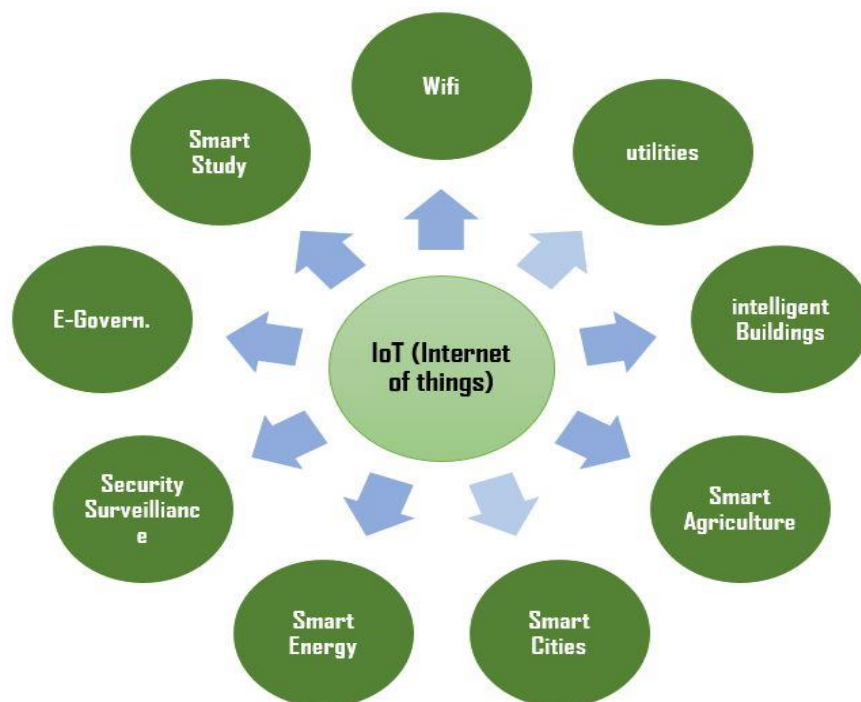 Wifi
utilities
intelligent
Buildings
Smart
Agriculture
Smart
Cities
Smart
Energy
Security
Surveillianc
e
E-Govern.
Smart
Study
IoT (Internet
of things)